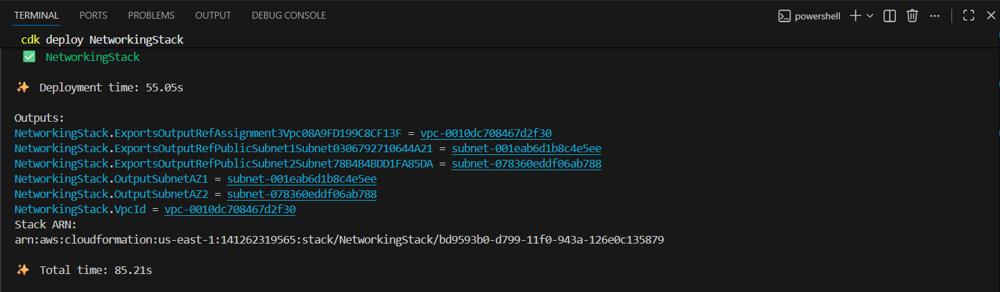 TERMINAL PORTS PROBLEMS OUTPUT DEBUG CONSOLE powershell
cdk deploy NetworkingStack
✅ NetworkingStack
✨ Deployment time: 55.05s
Outputs:
NetworkingStack.ExportsOutputRefAssignment3Vpc08A9FD199C8CF13F = vpc-0010dc708467d2f30
NetworkingStack.ExportsOutputRefPublicSubnet1Subnet0306792710644A21 = subnet-001eab6d1b8c4e5ee
NetworkingStack.ExportsOutputRefPublicSubnet2Subnet78B4B4BDD1FA85DA = subnet-078360eddf06ab788
NetworkingStack.OutputSubnetAZ1 = subnet-001eab6d1b8c4e5ee
NetworkingStack.OutputSubnetAZ2 = subnet-078360eddf06ab788
NetworkingStack.VpcId = vpc-0010dc708467d2f30
Stack ARN:
arn:aws:cloudformation:us-east-1:141262319565:stack/NetworkingStack/bd9593b0-d799-11f0-943a-126e0c135879
✨ Total time: 85.21s